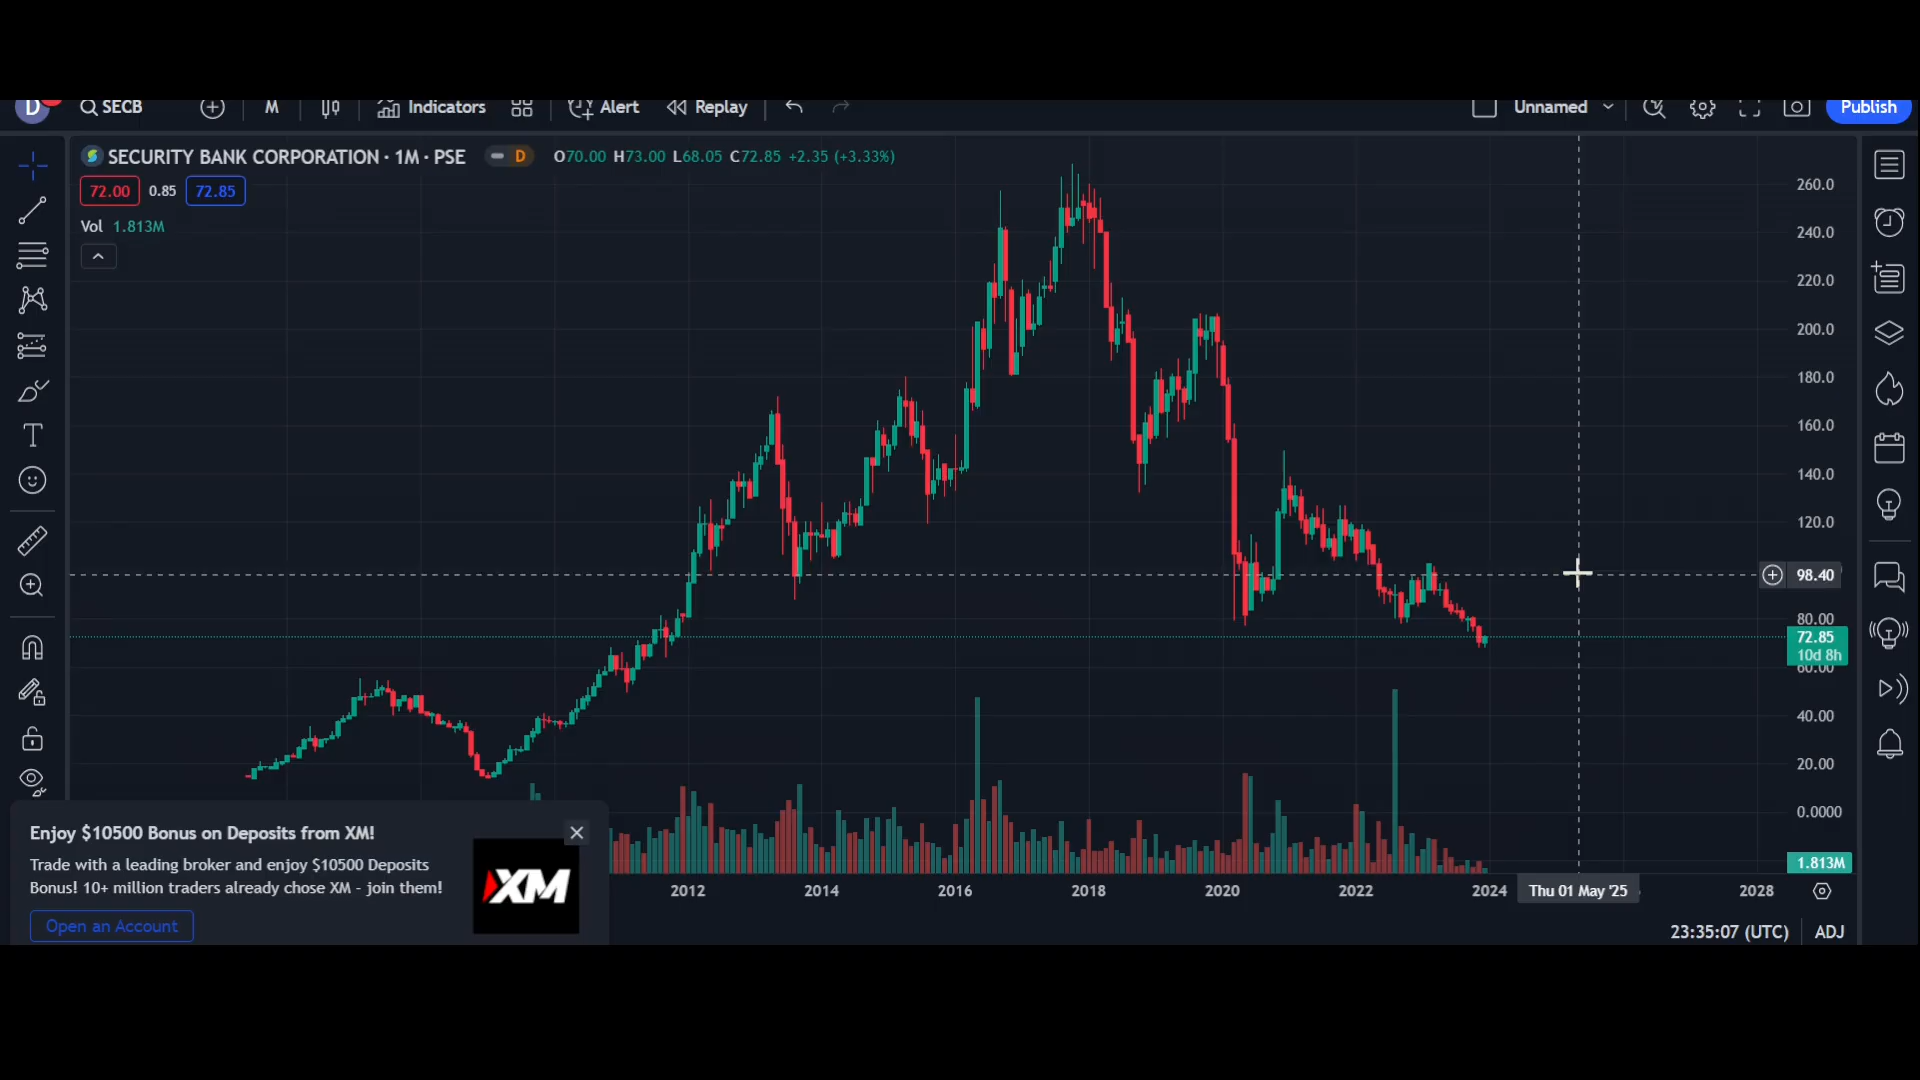 D SECB M Indicators Alert Replay Unnamed Publish
SECURITY BANK CORPORATION · 1M · PSE D O70.00 H73.00 L68.05 C72.85 +2.35 (+3.33%)
72.00 0.85 72.85
Vol 1.813M
260.0
240.0
220.0
200.0
180.0
160.0
140.0
120.0
98.40
80.00
72.85
10d 8h
60.00
40.00
20.00
0.0000
1.813M
Enjoy $10500 Bonus on Deposits from XM!
Trade with a leading broker and enjoy $10500 Deposits
Bonus! 10+ million traders already chose XM - join them!
Open an Account
XM
2012 2014 2016 2018 2020 2022 2024 Thu 01 May '25 2028
23:35:07 (UTC) ADJ